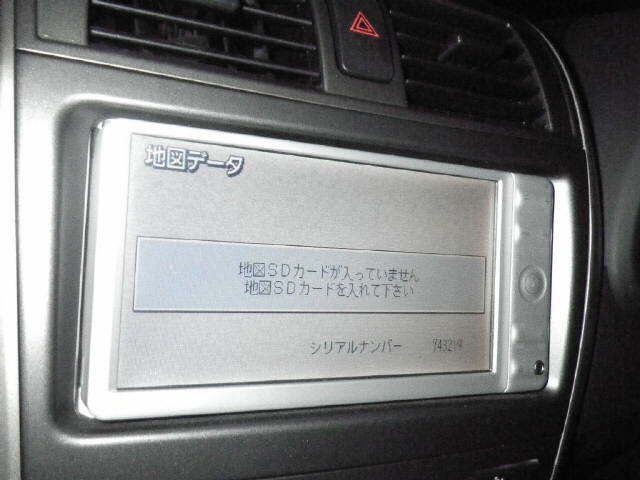 地図データ
地図SDカードが入っていません
地図SDカードを入れて下さい
シリアルナンバー